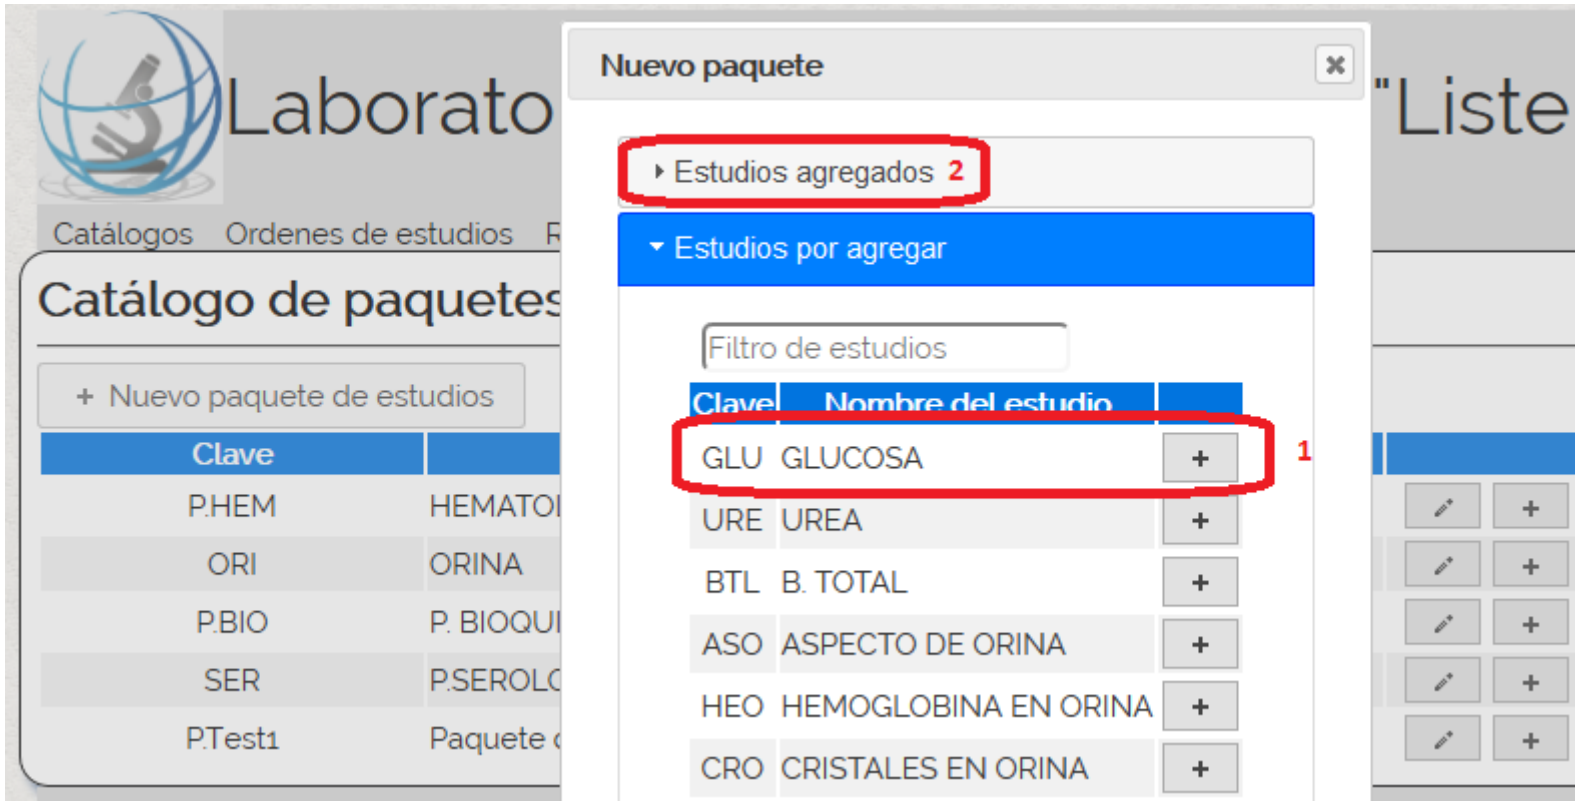 Laborato
"Liste
Catálogos Ordenes de estudios
Catálogo de paquetes
+ Nuevo paquete de estudios
Clave
P.HEM HEMATOL
ORI ORINA
P.BIO P. BIOQUI
SER P.SEROLO
P.Test1 Paquete
Nuevo paquete
Estudios agregados 2
Estudios por agregar
Filtro de estudios
Clave Nombre del estudio
GLU GLUCOSA + 1
URE UREA +
BTL B. TOTAL +
ASO ASPECTO DE ORINA +
HEO HEMOGLOBINA EN ORINA +
CRO CRISTALES EN ORINA +